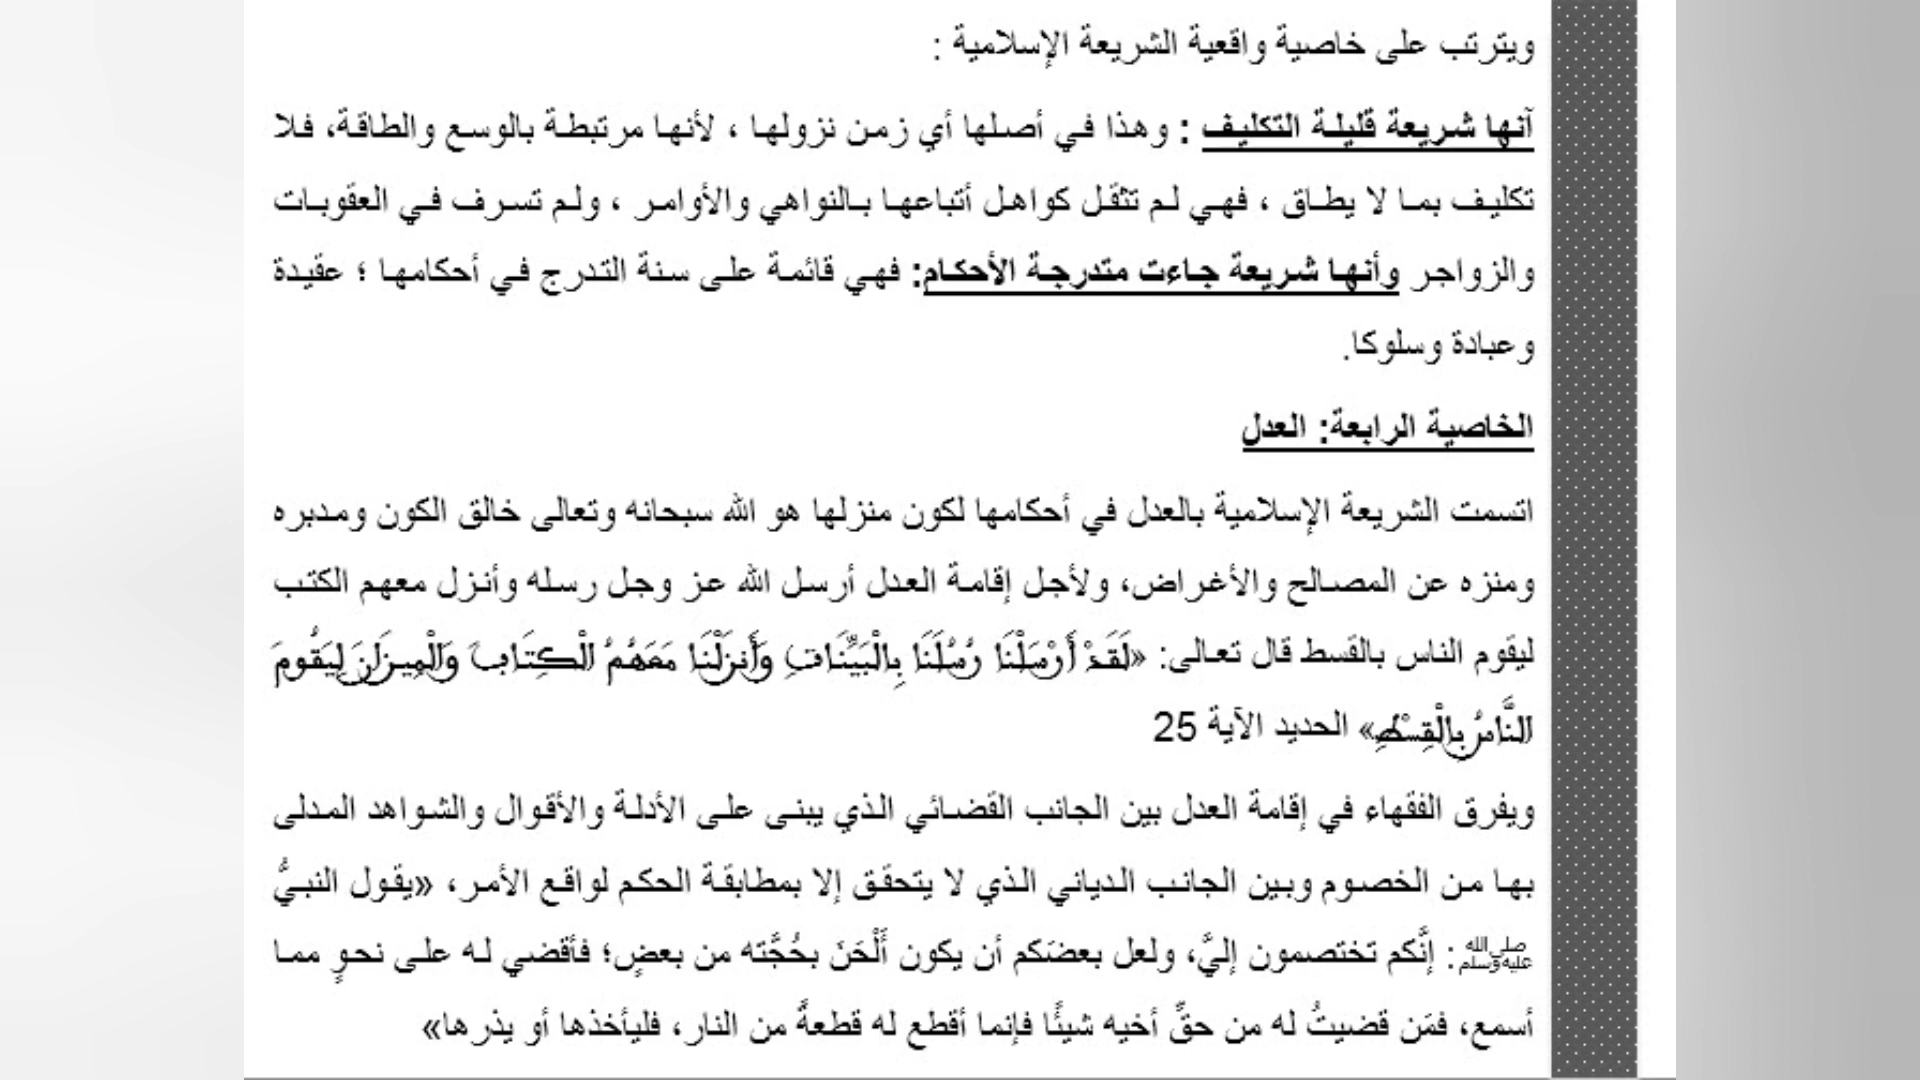 ويترتب على خاصية واقعية الشريعة الإسلامية :
آنها شريعة قليلة التكليف : وهذا في أصلها أي زمن نزولها ، لأنها مرتبطة بالوسع والطاقة، فلا
تكليف بما لا يطاق ، فهي لم تثقل كواهل أتباعها بالنواهي والأوامر ، ولم تسرف في العقوبات
والزواجر وأنها شريعة جاءت متدرجة الأحكام: فهي قائمة على سنة التدرج في أحكامها ؛ عقيدة
وعبادة وسلوكا.
الخاصية الرابعة: العدل
اتسمت الشريعة الإسلامية بالعدل في أحكامها لكون منزلها هو الله سبحانه وتعالى خالق الكون ومدبره
ومنزه عن المصالح والأغراض، ولأجل إقامة العدل أرسل الله عز وجل رسله وأنزل معهم الكتب
ليقوم الناس بالقسط قال تعالى: «لَقَدْ أَرْسَلْنَا رُسُلَنَا بِالْبَيِّنَاتِ وَأَنزَلْنَا مَعَهُمُ الْكِتَابَ وَالْمِيزَانَ لِيَقُومَ
النَّاسُ بِالْقِسْطِ» الحديد الآية 25
ويفرق الفقهاء في إقامة العدل بين الجانب القضائي الذي يبنى على الأدلة والأقوال والشواهد المدلى
بها من الخصوم وبين الجانب الدياني الذي لا يتحقق إلا بمطابقة الحكم لواقع الأمر، «يقول النبيُّ
ﷺ: إنَّكم تختصمون إليَّ، ولعل بعضَكم أن يكون أَلْحَنَ بحُجَّته من بعضٍ؛ فأقضي له على نحوٍ مما
أسمع، فمَن قضيتُ له من حقِّ أخيه شيئًا فإنما أقطع له قطعةً من النار، فليأخذها أو يذرها»